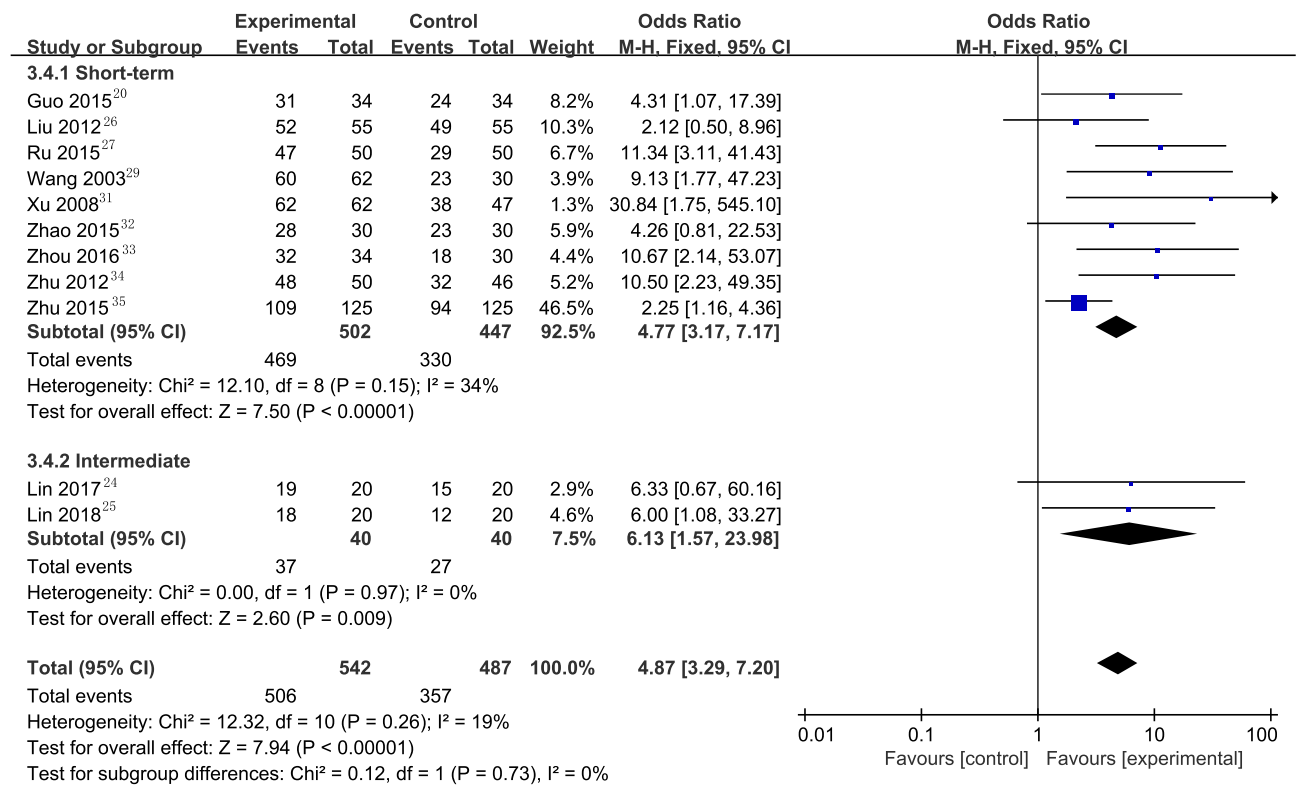 Experimental Control Odds Ratio Odds Ratio
Study or Subgroup Events Total Events Total Weight M-H, Fixed, 95% CI M-H, Fixed, 95% CI
3.4.1 Short-term
Guo 2015²⁰ 31 34 24 34 8.2% 4.31 [1.07, 17.39]
Liu 2012²⁶ 52 55 49 55 10.3% 2.12 [0.50, 8.96]
Ru 2015²⁷ 47 50 29 50 6.7% 11.34 [3.11, 41.43]
Wang 2003²⁹ 60 62 23 30 3.9% 9.13 [1.77, 47.23]
Xu 2008³¹ 62 62 38 47 1.3% 30.84 [1.75, 545.10]
Zhao 2015³² 28 30 23 30 5.9% 4.26 [0.81, 22.53]
Zhou 2016³³ 32 34 18 30 4.4% 10.67 [2.14, 53.07]
Zhu 2012³⁴ 48 50 32 46 5.2% 10.50 [2.23, 49.35]
Zhu 2015³⁵ 109 125 94 125 46.5% 2.25 [1.16, 4.36]
Subtotal (95% CI) 502 447 92.5% 4.77 [3.17, 7.17]
Total events 469 330
Heterogeneity: Chi² = 12.10, df = 8 (P = 0.15); I² = 34%
Test for overall effect: Z = 7.50 (P < 0.00001)
3.4.2 Intermediate
Lin 2017²⁴ 19 20 15 20 2.9% 6.33 [0.67, 60.16]
Lin 2018²⁵ 18 20 12 20 4.6% 6.00 [1.08, 33.27]
Subtotal (95% CI) 40 40 7.5% 6.13 [1.57, 23.98]
Total events 37 27
Heterogeneity: Chi² = 0.00, df = 1 (P = 0.97); I² = 0%
Test for overall effect: Z = 2.60 (P = 0.009)
Total (95% CI) 542 487 100.0% 4.87 [3.29, 7.20]
Total events 506 357
Heterogeneity: Chi² = 12.32, df = 10 (P = 0.26); I² = 19%
Test for overall effect: Z = 7.94 (P < 0.00001)
Test for subgroup differences: Chi² = 0.12, df = 1 (P = 0.73), I² = 0%
0.01 0.1 1 10 100
Favours [control] Favours [experimental]